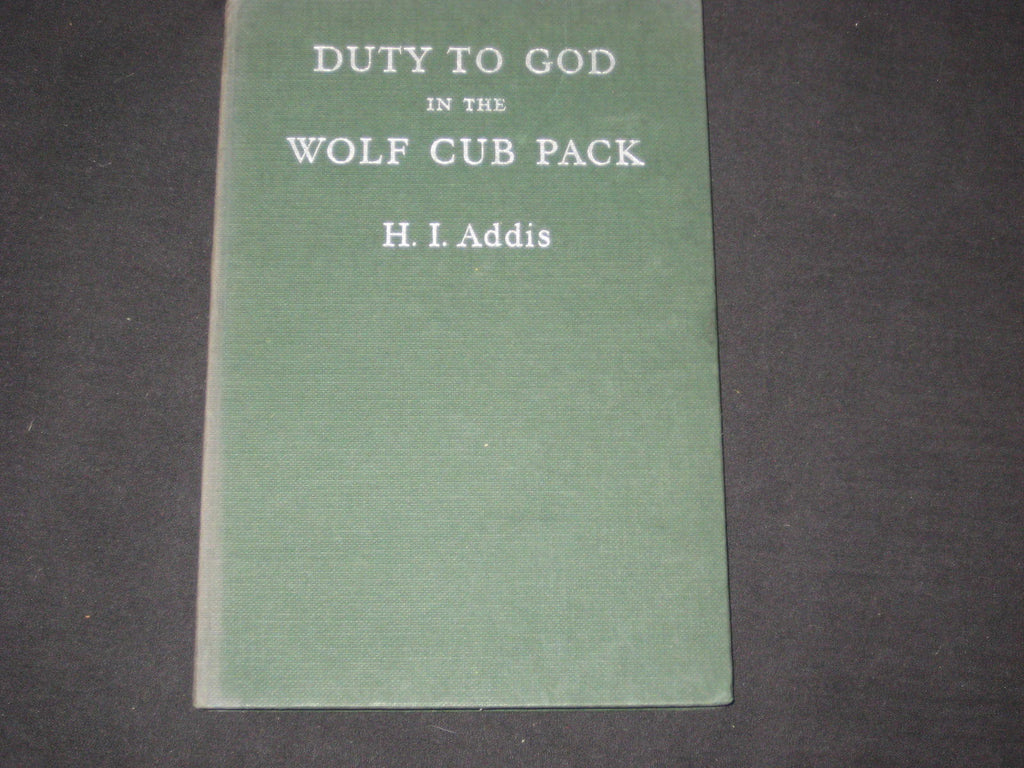 DUTY TO GOD
IN THE
WOLF CUB PACK
H. I. Addis